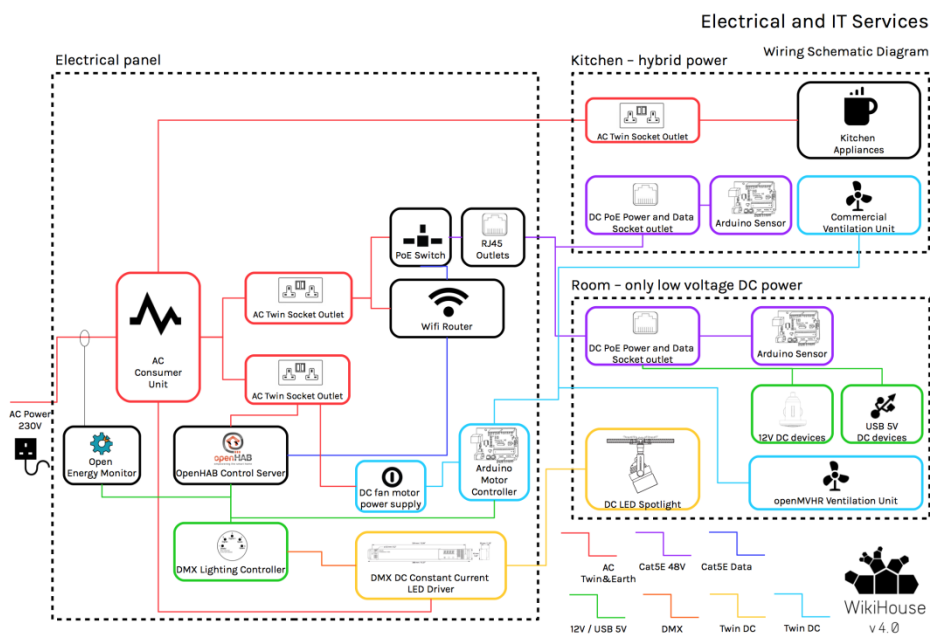 Electrical and IT Services
Wiring Schematic Diagram
Electrical panel
Kitchen – hybrid power
AC Twin Socket Outlet
Kitchen
Appliances
DC PoE Power and Data
Socket outlet
Arduino Sensor
Commercial
Ventilation Unit
PoE Switch
RJ45
Outlets
AC Twin Socket Outlet
Wifi Router
AC
Consumer
Unit
AC Twin Socket Outlet
AC Power
230V
Open
Energy Monitor
openHAB
OpenHAB Control Server
DC fan motor
power supply
Arduino
Motor
Controller
DMX Lighting Controller
DMX DC Constant Current
LED Driver
Room – only low voltage DC power
DC PoE Power and Data
Socket outlet
Arduino Sensor
12V DC devices
USB 5V
DC devices
DC LED Spotlight
openMVHR Ventilation Unit
AC
Twin&Earth
Cat5E 48V
Cat5E Data
12V / USB 5V
DMX
Twin DC
Twin DC
WikiHouse
v 4.0